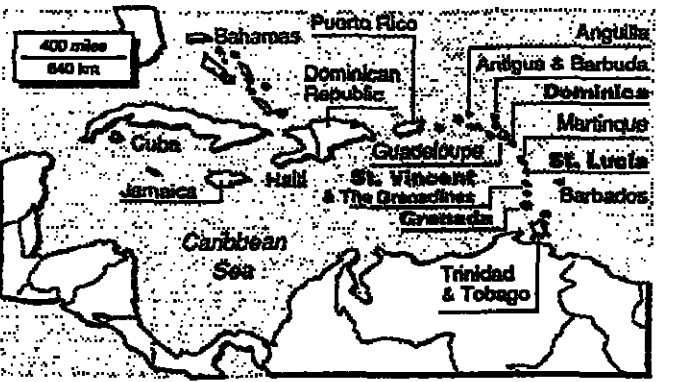 400 miles
640 km
Bahamas
Puerto Rico
Anguilla
Antigua & Barbuda
Dominican
Republic
Dominica
Martinique
Cuba
Guadeloupe
St. Lucia
Jamaica
Haiti
St. Vincent
& The Grenadines
Barbados
Grenada
Caribbean
Sea
Trinidad
& Tobago